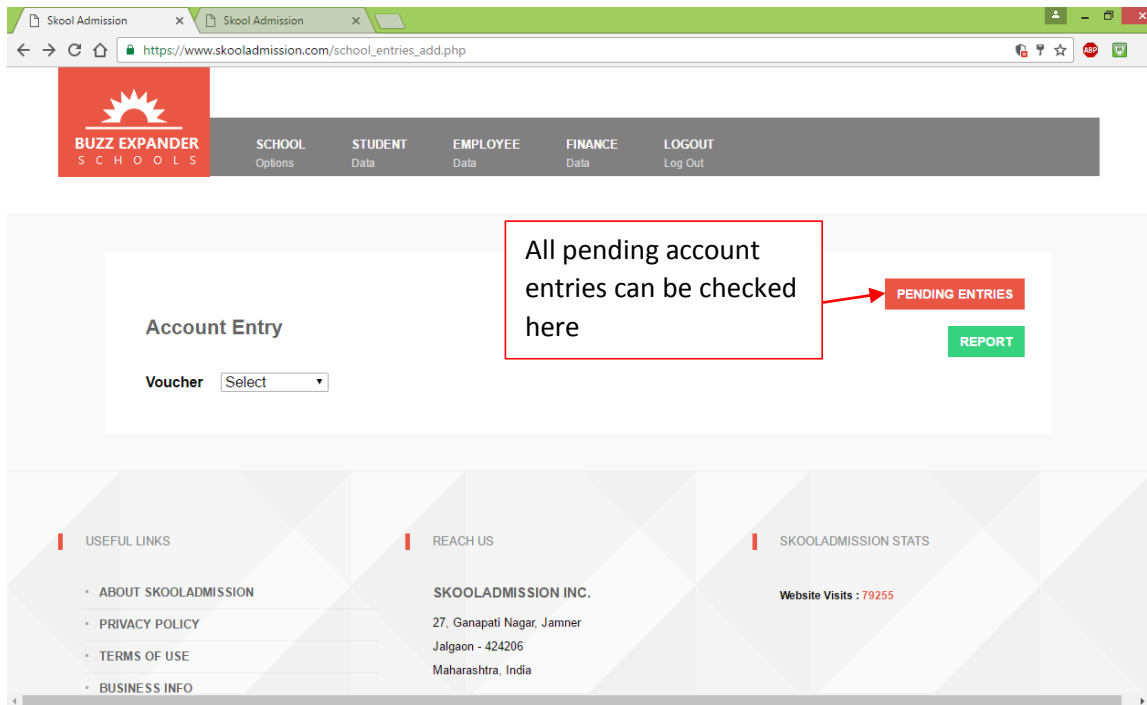 Skool Admission
Skool Admission
https://www.skooladmission.com/school_entries_add.php
ABP
BUZZ EXPANDER
SCHOOLS
SCHOOL STUDENT EMPLOYEE FINANCE LOGOUT
Options Data Data Data Log Out
All pending account
entries can be checked
here
PENDING ENTRIES
Account Entry
REPORT
Voucher Select
USEFUL LINKS
ABOUT SKOOLADMISSION
PRIVACY POLICY
TERMS OF USE
BUSINESS INFO
REACH US
SKOOLADMISSION INC.
27, Ganapati Nagar, Jamner
Jalgaon - 424206
Maharashtra, India
SKOOLADMISSION STATS
Website Visits : 79255